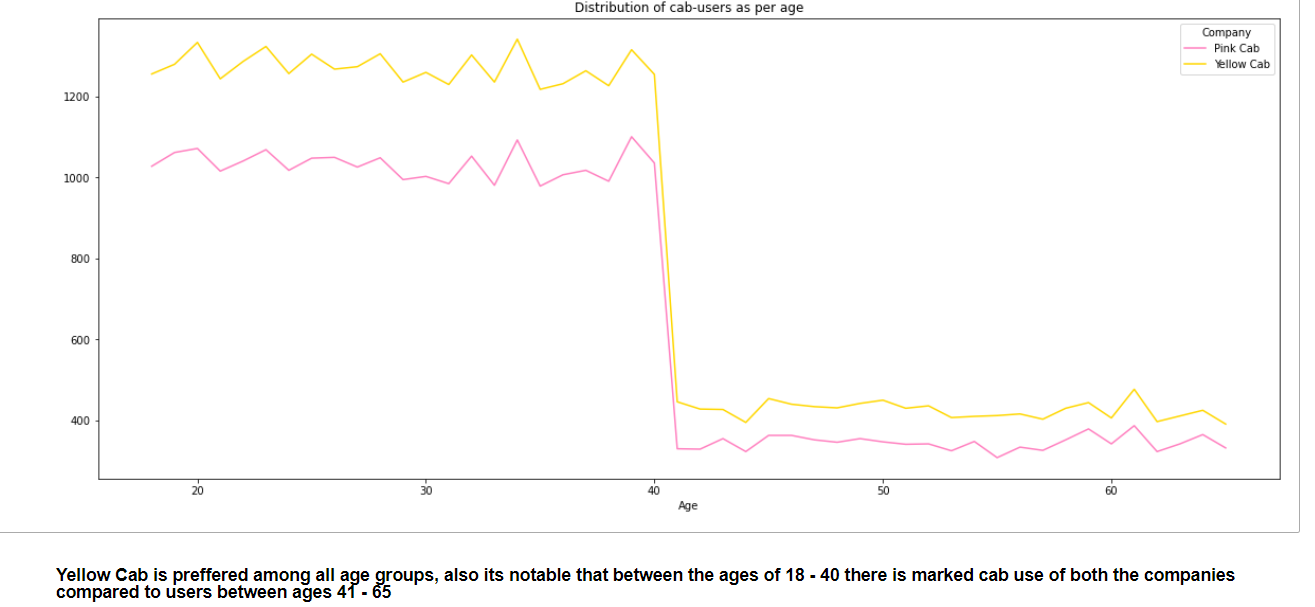 Distribution of cab-users as per age
Company
Pink Cab
Yellow Cab
1200
1000
800
600
400
20 30 40 50 60
Age
Yellow Cab is preffered among all age groups, also its notable that between the ages of 18 - 40 there is marked cab use of both the companies
compared to users between ages 41 - 65